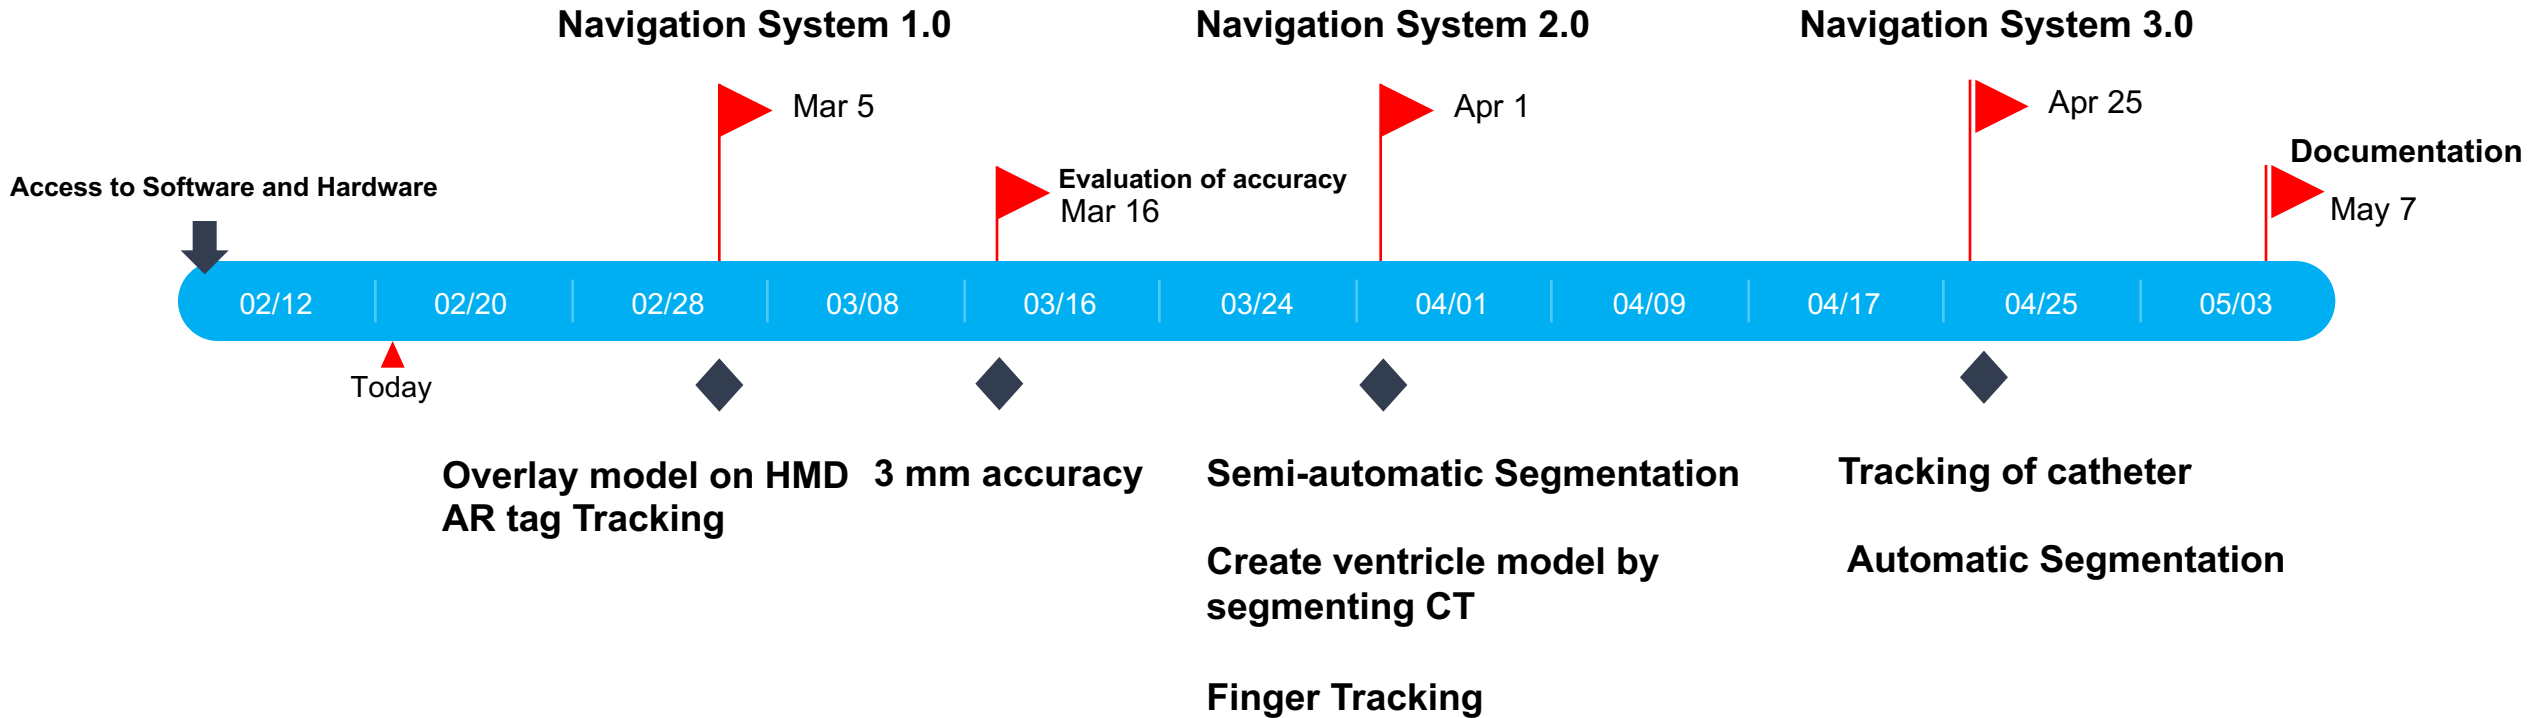 Navigation System 1.0
Navigation System 2.0
Navigation System 3.0
Mar 5
Apr 1
Apr 25
Documentation
May 7
Access to Software and Hardware
Evaluation of accuracy
Mar 16
02/12
02/20
02/28
03/08
03/16
03/24
04/01
04/09
04/17
04/25
05/03
Today
Overlay model on HMD
AR tag Tracking
3 mm accuracy
Semi-automatic Segmentation
Create ventricle model by
segmenting CT
Finger Tracking
Tracking of catheter
Automatic Segmentation